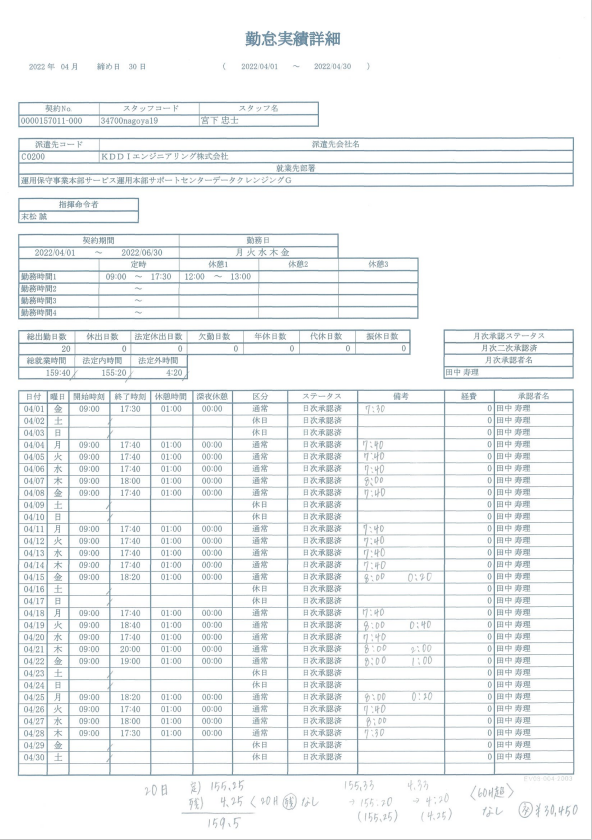 勤怠実績詳細
2022 年 04 月 締め日 30 日 ( 2022/04/01 ～ 2022/04/30 )
契約No. スタッフコード スタッフ名
0000157011-000 34700nagoya19 宮下 忠士
派遣先コード 派遣先会社名
C0200 KDDIエンジニアリング株式会社
就業先部署
運用保守事業本部サービス運用本部サポートセンターデータクレンジングG
指揮命令者
末松 誠
契約期間 勤務日
2022/04/01 ～ 2022/06/30 月 火 水 木 金
定時 休憩1 休憩2 休憩3
勤務時間1 09:00 ～ 17:30 12:00 ～ 13:00
勤務時間2 ～
勤務時間3 ～
勤務時間4 ～
総出勤日数 休出日数 法定休出日数 欠勤日数 年休日数 代休日数 振休日数
20 0 0 0 0 0 0
総就業時間 法定内時間 法定外時間
159:40 155:20 4:20
月次承認ステータス
月次二次承認済
月次承認者名
田中 寿理
日付 曜日 開始時刻 終了時刻 休憩時間 深夜休憩 区分 ステータス 備考 経費 承認者名
04/01 金 09:00 17:30 01:00 00:00 通常 日次承認済 7:30 0 田中 寿理
04/02 土 休日 日次承認済 0 田中 寿理
04/03 日 休日 日次承認済 0 田中 寿理
04/04 月 09:00 17:40 01:00 00:00 通常 日次承認済 7:40 0 田中 寿理
04/05 火 09:00 17:40 01:00 00:00 通常 日次承認済 7:40 0 田中 寿理
04/06 水 09:00 17:40 01:00 00:00 通常 日次承認済 7:40 0 田中 寿理
04/07 木 09:00 18:00 01:00 00:00 通常 日次承認済 8:00 0 田中 寿理
04/08 金 09:00 17:40 01:00 00:00 通常 日次承認済 7:40 0 田中 寿理
04/09 土 休日 日次承認済 0 田中 寿理
04/10 日 休日 日次承認済 0 田中 寿理
04/11 月 09:00 17:40 01:00 00:00 通常 日次承認済 7:40 0 田中 寿理
04/12 火 09:00 17:40 01:00 00:00 通常 日次承認済 7:40 0 田中 寿理
04/13 水 09:00 17:40 01:00 00:00 通常 日次承認済 7:40 0 田中 寿理
04/14 木 09:00 17:40 01:00 00:00 通常 日次承認済 7:40 0 田中 寿理
04/15 金 09:00 18:20 01:00 00:00 通常 日次承認済 8:00 0:20 0 田中 寿理
04/16 土 休日 日次承認済 0 田中 寿理
04/17 日 休日 日次承認済 0 田中 寿理
04/18 月 09:00 17:40 01:00 00:00 通常 日次承認済 7:40 0 田中 寿理
04/19 火 09:00 18:40 01:00 00:00 通常 日次承認済 8:00 0:40 0 田中 寿理
04/20 水 09:00 17:40 01:00 00:00 通常 日次承認済 7:40 0 田中 寿理
04/21 木 09:00 20:00 01:00 00:00 通常 日次承認済 8:00 2:00 0 田中 寿理
04/22 金 09:00 19:00 01:00 00:00 通常 日次承認済 8:00 1:00 0 田中 寿理
04/23 土 休日 日次承認済 0 田中 寿理
04/24 日 休日 日次承認済 0 田中 寿理
04/25 月 09:00 18:20 01:00 00:00 通常 日次承認済 8:00 0:20 0 田中 寿理
04/26 火 09:00 17:40 01:00 00:00 通常 日次承認済 7:40 0 田中 寿理
04/27 水 09:00 18:00 01:00 00:00 通常 日次承認済 8:00 0 田中 寿理
04/28 木 09:00 17:30 01:00 00:00 通常 日次承認済 7:30 0 田中 寿理
04/29 金 休日 日次承認済 0 田中 寿理
04/30 土 休日 日次承認済 0 田中 寿理
20日 定) 155.25 155.33 4.33 〈60H超〉
残) 4.25 〈20H 残 なし →155:20 →4:20 なし ¥30,450
159.5 (155.25) (4.25)